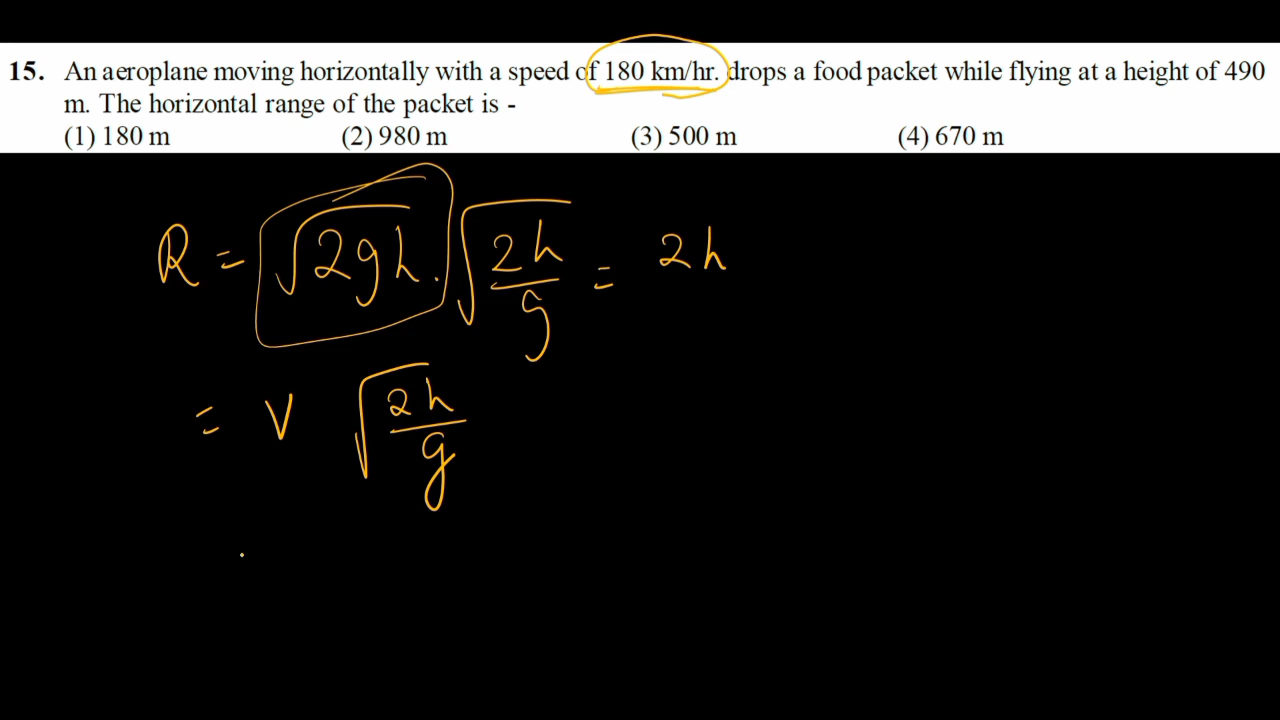 15. An aeroplane moving horizontally with a speed of 180 km/hr. drops a food packet while flying at a height of 490
m. The horizontal range of the packet is -
(1) 180 m (2) 980 m (3) 500 m (4) 670 m
R = √2gh . √2h/g = 2h
= V √2h/g